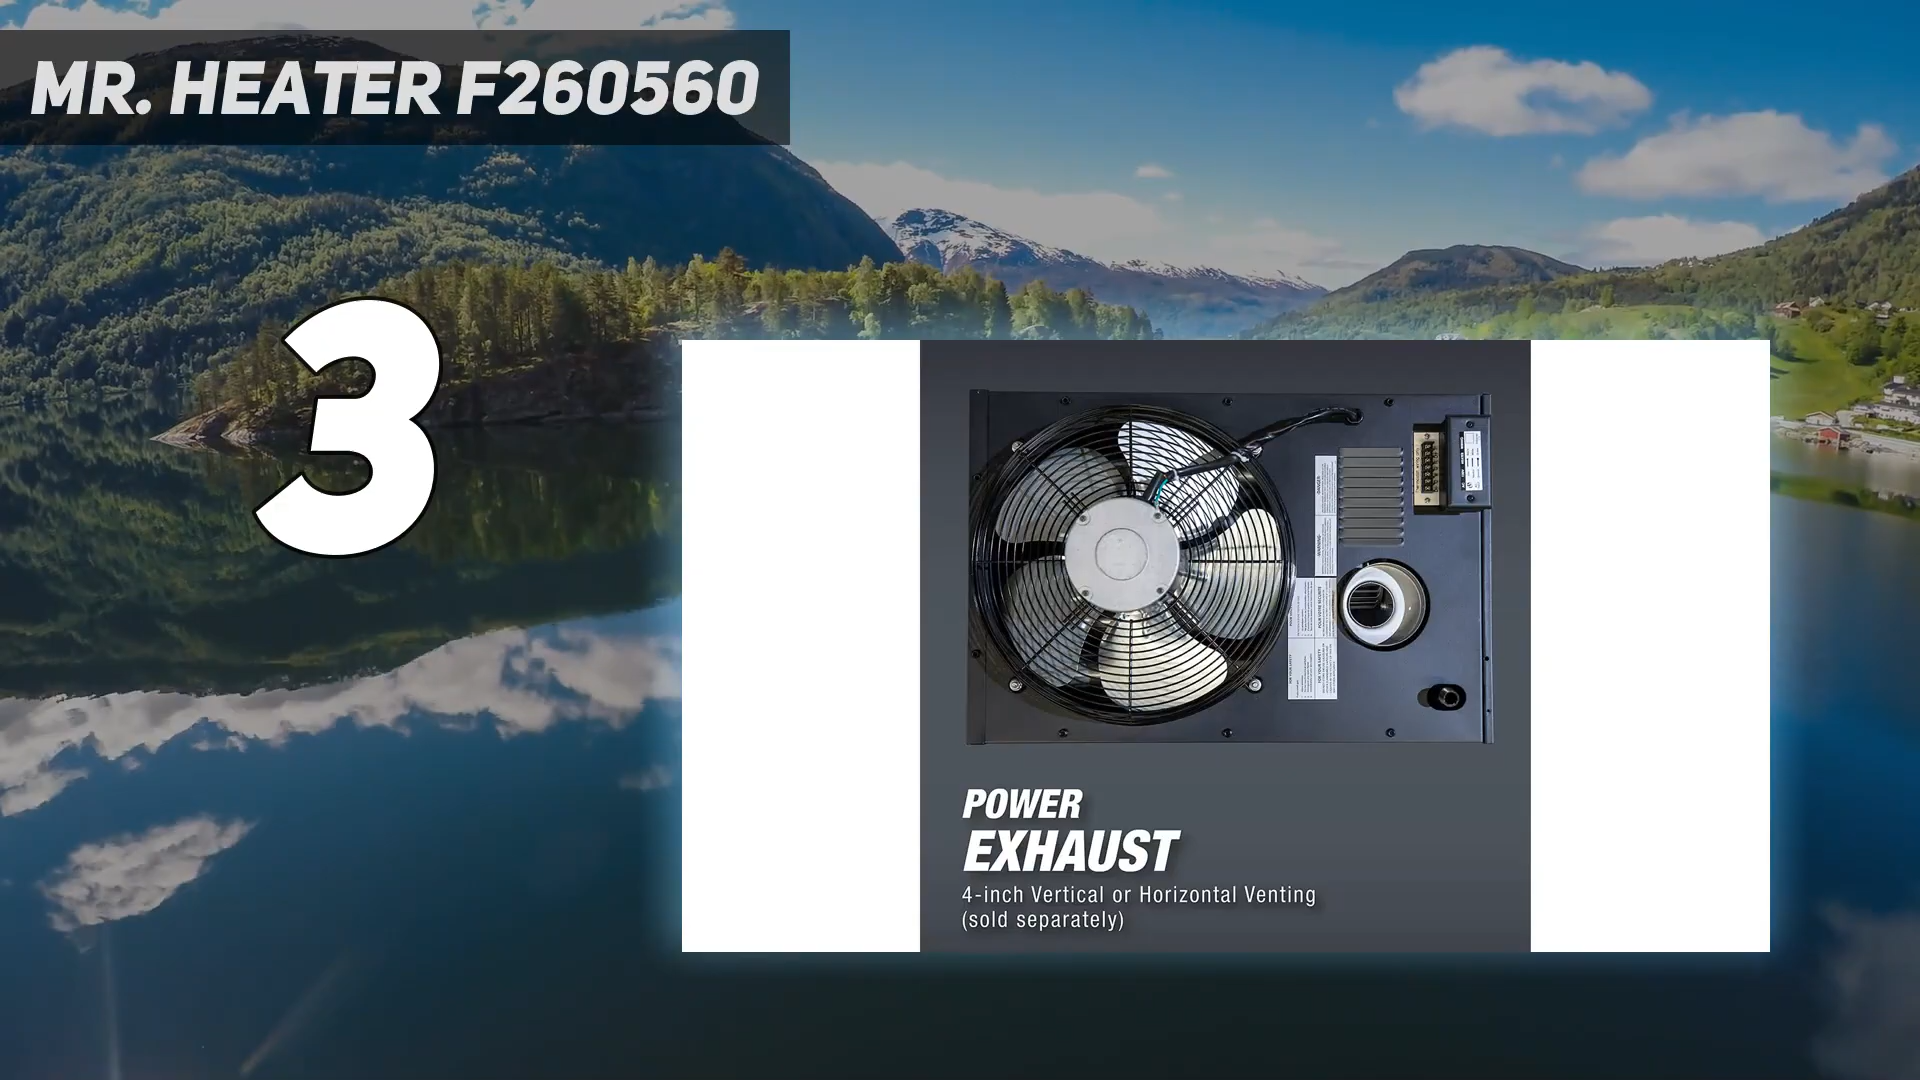 MR. HEATER F260560
3
POWER
EXHAUST
4-inch Vertical or Horizontal Venting
(sold separately)